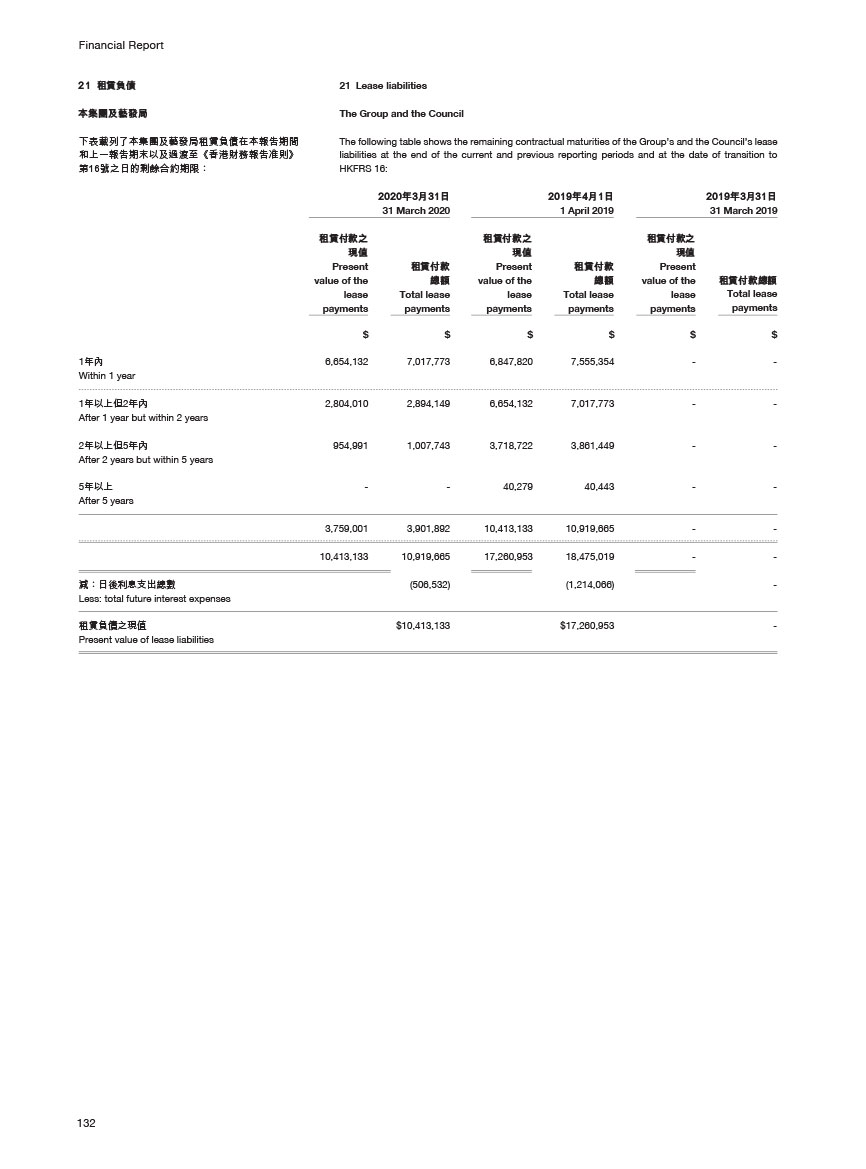 Financial Report
21 租賃負債
21 Lease liabilities
本集團及藝發局
The Group and the Council
下表載列了本集團及藝發局租賃負債在本報告期間
和上一報告期末以及過渡至《香港財務報告准則》
第16號之日的剩餘合約期限：
The following table shows the remaining contractual maturities of the Group's and the Council's lease
liabilities at the end of the current and previous reporting periods and at the date of transition to
HKFRS 16:
2020年3月31日 2019年4月1日 2019年3月31日
31 March 2020 1 April 2019 31 March 2019
租賃付款之 租賃付款之 租賃付款之
現值 現值 現值
Present 租賃付款 Present 租賃付款 Present
value of the 總額 value of the 總額 value of the 租賃付款總額
lease Total lease lease Total lease lease Total lease
payments payments payments payments payments payments
$ $ $ $ $ $
1年內 6,654,132 7,017,773 6,847,820 7,555,354 - -
Within 1 year
1年以上但2年內 2,804,010 2,894,149 6,654,132 7,017,773 - -
After 1 year but within 2 years
2年以上但5年內 954,991 1,007,743 3,718,722 3,861,449 - -
After 2 years but within 5 years
5年以上 - - 40,279 40,443 - -
After 5 years
3,759,001 3,901,892 10,413,133 10,919,665 - -
10,413,133 10,919,665 17,260,953 18,475,019 - -
減：日後利息支出總數 (506,532) (1,214,066) -
Less: total future interest expenses
租賃負債之現值 $10,413,133 $17,260,953 -
Present value of lease liabilities
132